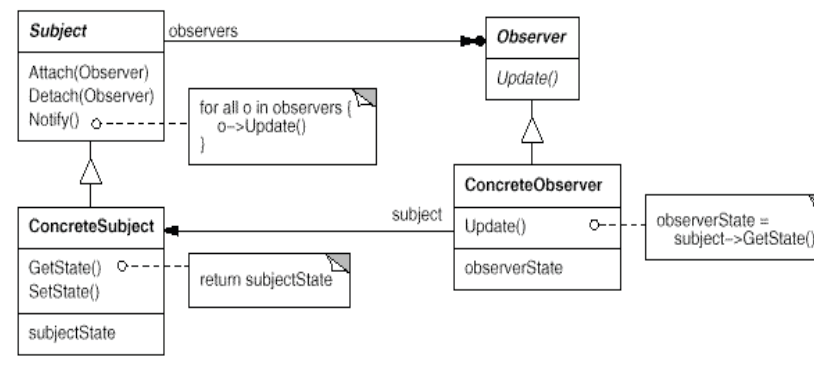 Subject
observers
Observer
Attach(Observer)
Detach(Observer)
Notify()
for all o in observers {
o->Update()
}
Update()
ConcreteSubject
GetState()
SetState()
subjectState
return subjectState
subject
ConcreteObserver
Update()
observerState
observerState =
subject->GetState()